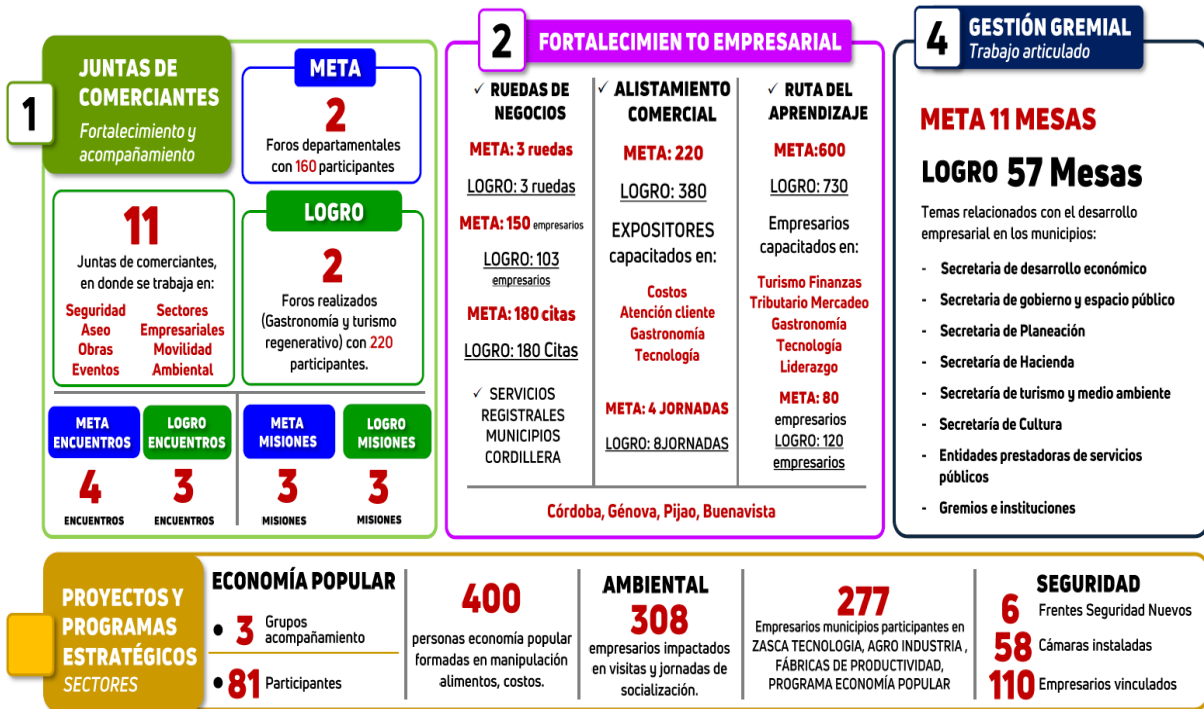 1
JUNTAS DE
COMERCIANTES
Fortalecimiento y
acompañamiento
META
2
Foros departamentales
con 160 participantes
11
Juntas de comerciantes,
en donde se trabaja en:
Seguridad
Aseo
Obras
Eventos
Sectores
Empresariales
Movilidad
Ambiental
LOGRO
2
Foros realizados
(Gastronomía y turismo
regenerativo) con 220
participantes.
META
ENCUENTROS
4
ENCUENTROS
LOGRO
ENCUENTROS
3
ENCUENTROS
META
MISIONES
3
MISIONES
LOGRO
MISIONES
3
MISIONES
2
FORTALECIMIEN TO EMPRESARIAL
✓ RUEDAS DE
NEGOCIOS
META: 3 ruedas
LOGRO: 3 ruedas
META: 150 empresarios
LOGRO: 103
empresarios
META: 180 citas
LOGRO: 180 Citas
✓ SERVICIOS
REGISTRALES
MUNICIPIOS
CORDILLERA
✓ ALISTAMIENTO
COMERCIAL
META: 220
LOGRO: 380
EXPOSITORES
capacitados en:
Costos
Atención cliente
Gastronomía
Tecnología
META: 4 JORNADAS
LOGRO: 8JORNADAS
✓ RUTA DEL
APRENDIZAJE
META:600
LOGRO: 730
Empresarios
capacitados en:
Turismo Finanzas
Tributario Mercadeo
Gastronomía
Tecnología
Liderazgo
META: 80
empresarios
LOGRO: 120
empresarios
Córdoba, Génova, Pijao, Buenavista
4
GESTIÓN GREMIAL
Trabajo articulado
META 11 MESAS
LOGRO 57 Mesas
Temas relacionados con el desarrollo
empresarial en los municipios:
- Secretaria de desarrollo económico
- Secretaria de gobierno y espacio público
- Secretaria de Planeación
- Secretaría de Hacienda
- Secretaría de turismo y medio ambiente
- Secretaría de Cultura
- Entidades prestadoras de servicios
públicos
- Gremios e instituciones
PROYECTOS Y
PROGRAMAS
ESTRATÉGICOS
SECTORES
ECONOMÍA POPULAR
• 3 Grupos
acompañamiento
• 81 Participantes
400
personas economía popular
formadas en manipulación
alimentos, costos.
AMBIENTAL
308
empresarios impactados
en visitas y jornadas de
socialización.
277
Empresarios municipios participantes en
ZASCA TECNOLOGIA, AGRO INDUSTRIA ,
FÁBRICAS DE PRODUCTIVIDAD,
PROGRAMA ECONOMÍA POPULAR
SEGURIDAD
6 Frentes Seguridad Nuevos
58 Cámaras instaladas
110 Empresarios vinculados